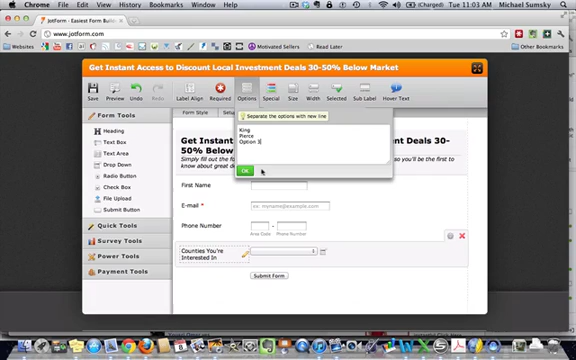 Chrome File Edit View History Bookmarks Window Help
(Charged) Tue 11:03 AM Michael Sumsky
JotForm - Easiest Form Buil
www.jotform.com
Websites
Motivated Sellers Read Later Other Bookmarks
Get Instant Access to Discount Local Investment Deals 30-50% Below Market
Save Preview Undo Redo Label Align Required Options Special Size Width Selected Sub Label Hover Text
Form Tools
Heading
Text Box
Text Area
Drop Down
Radio Button
Check Box
File Upload
Submit Button
Quick Tools
Survey Tools
Power Tools
Payment Tools
Form Style
Separate the options with new line
King
Pierce
Option 3
OK
First Name
E-mail *
ex: myname@example.com
Phone Number
-
Area Code Phone Number
Counties You're
Interested In
Submit Form